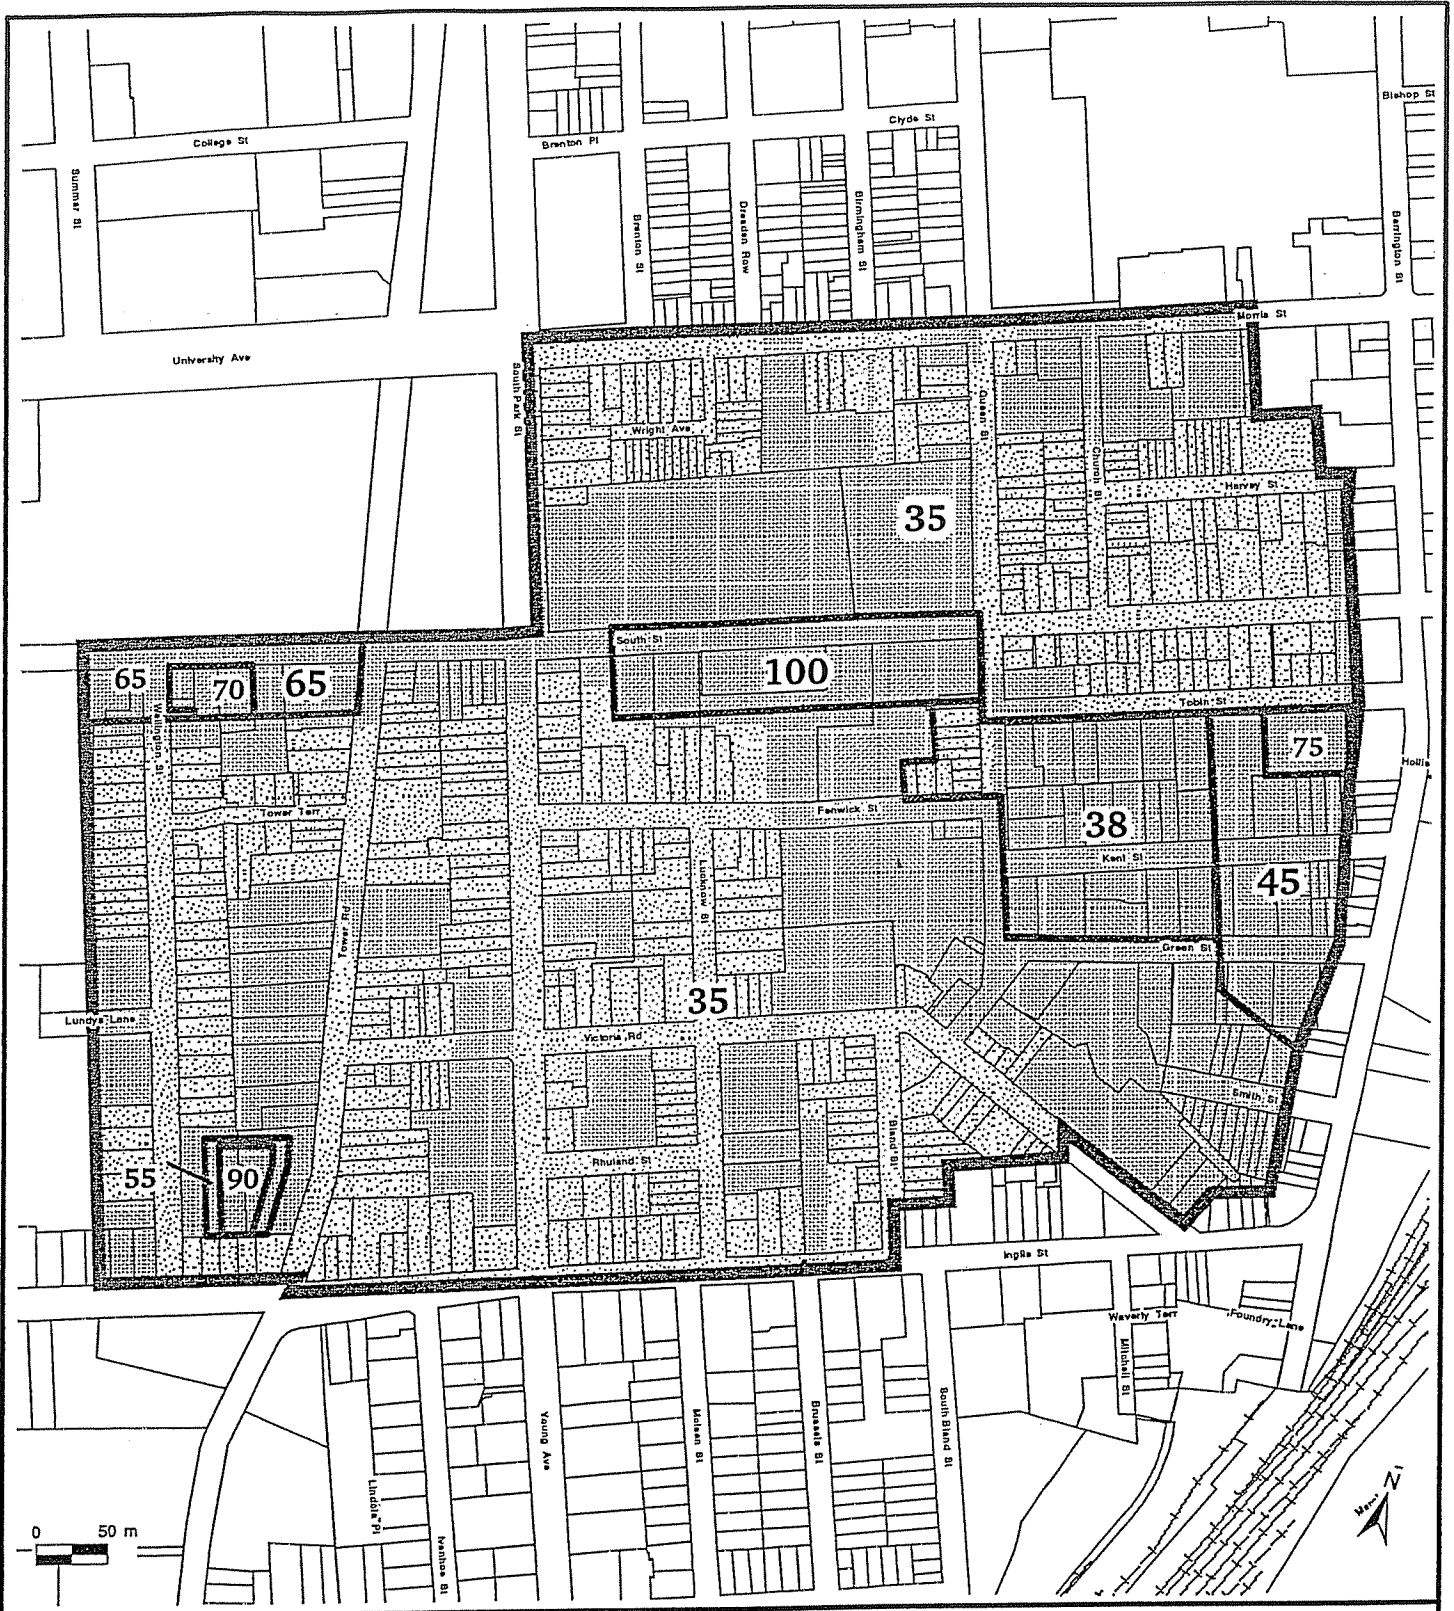 Bishop St
Clyde St
College St
Brenton Pl
Summer St
Brenton St
Dresden Row
Birmingham St
Barrington St
Morris St
University Ave
South Park St
Queen St
Wright Ave
Church St
Harvey St
35
South St
65
70
65
100
Tobin St
Wellington St
75
Hollis
Tower Terr
Fenwick St
38
Kent St
Lucknow St
45
Tower Rd
Green St
35
Lundys Lane
Victoria Rd
Smith St
Bland St
Rhuland St
55
90
Inglis St
Waverly Terr
Foundry Lane
Mitchell St
Young Ave
Brussels St
South Bland St
Lindola Pl
Ivanhoe St
0 50 m
N